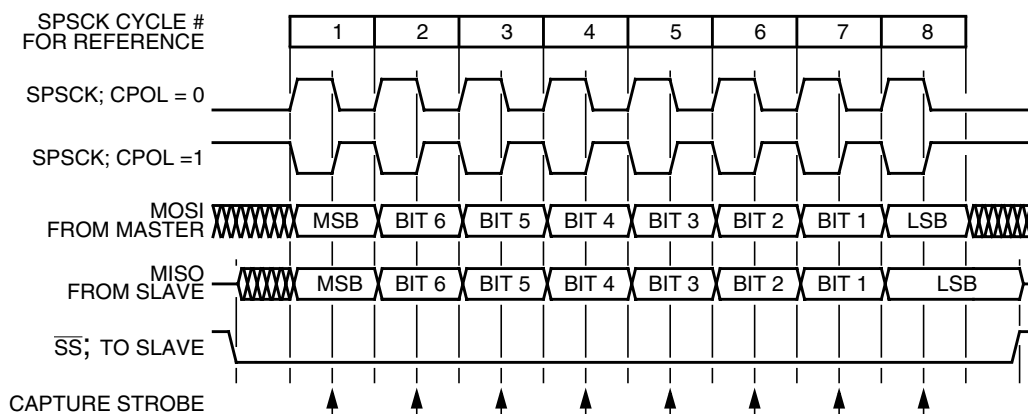 SPSCK CYCLE #
FOR REFERENCE
1 2 3 4 5 6 7 8
SPSCK; CPOL = 0
SPSCK; CPOL =1
MOSI
FROM MASTER
MSB BIT 6 BIT 5 BIT 4 BIT 3 BIT 2 BIT 1 LSB
MISO
FROM SLAVE
MSB BIT 6 BIT 5 BIT 4 BIT 3 BIT 2 BIT 1 LSB
SS; TO SLAVE
CAPTURE STROBE